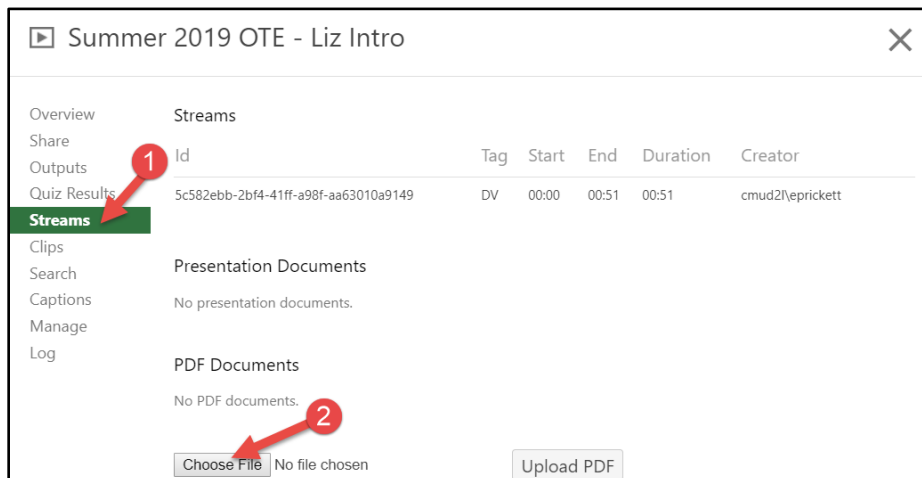 Summer 2019 OTE - Liz Intro
Overview
Share
Outputs
Quiz Results
Streams
Clips
Search
Captions
Manage
Log
1
Streams
Id Tag Start End Duration Creator
5c582ebb-2bf4-41ff-a98f-aa63010a9149 DV 00:00 00:51 00:51 cmud2l\eprickett
Presentation Documents
No presentation documents.
PDF Documents
No PDF documents.
2
Choose File No file chosen Upload PDF